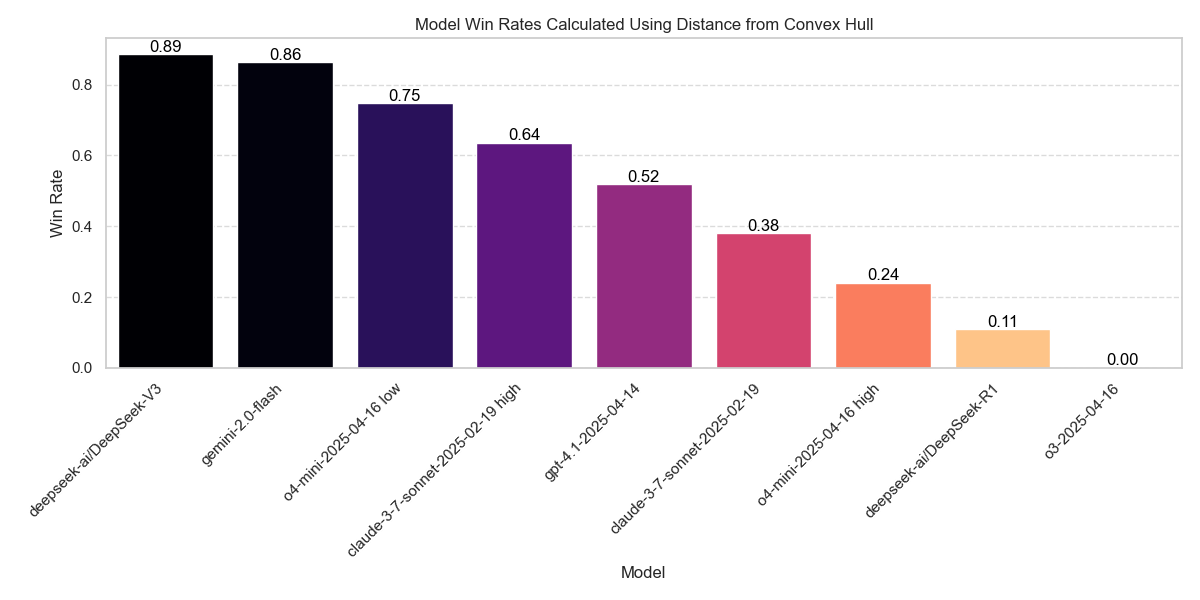 Model Win Rates Calculated Using Distance from Convex Hull
Win Rate
0.8
0.6
0.4
0.2
0.0
0.89
0.86
0.75
0.64
0.52
0.38
0.24
0.11
0.00
deepseek-ai/DeepSeek-V3
gemini-2.0-flash
o4-mini-2025-04-16 low
claude-3-7-sonnet-2025-02-19 high
gpt-4.1-2025-04-14
claude-3-7-sonnet-2025-02-19
o4-mini-2025-04-16 high
deepseek-ai/DeepSeek-R1
o3-2025-04-16
Model